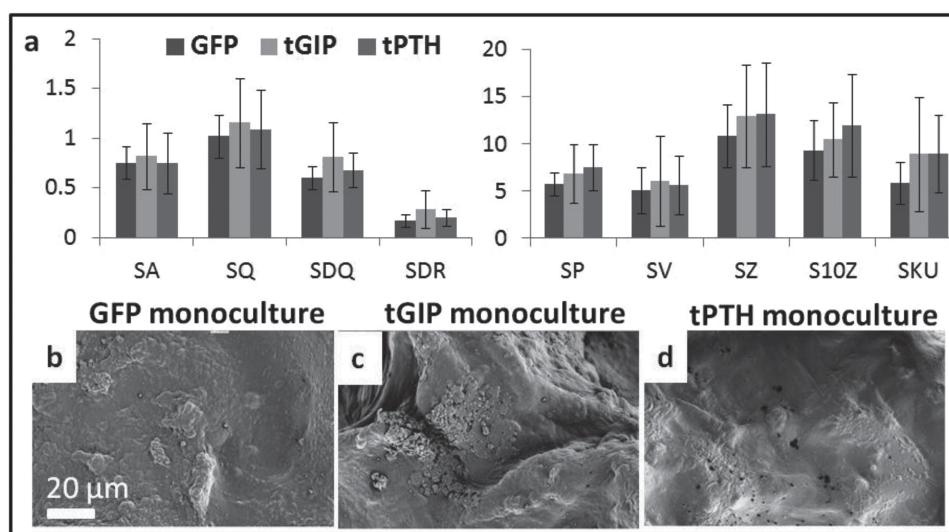 a
GFP tGIP tPTH
2
1.5
1
0.5
0
SA SQ SDQ SDR
20
15
10
5
0
SP SV SZ S10Z SKU
GFP monoculture tGIP monoculture tPTH monoculture
b c d
20 μm